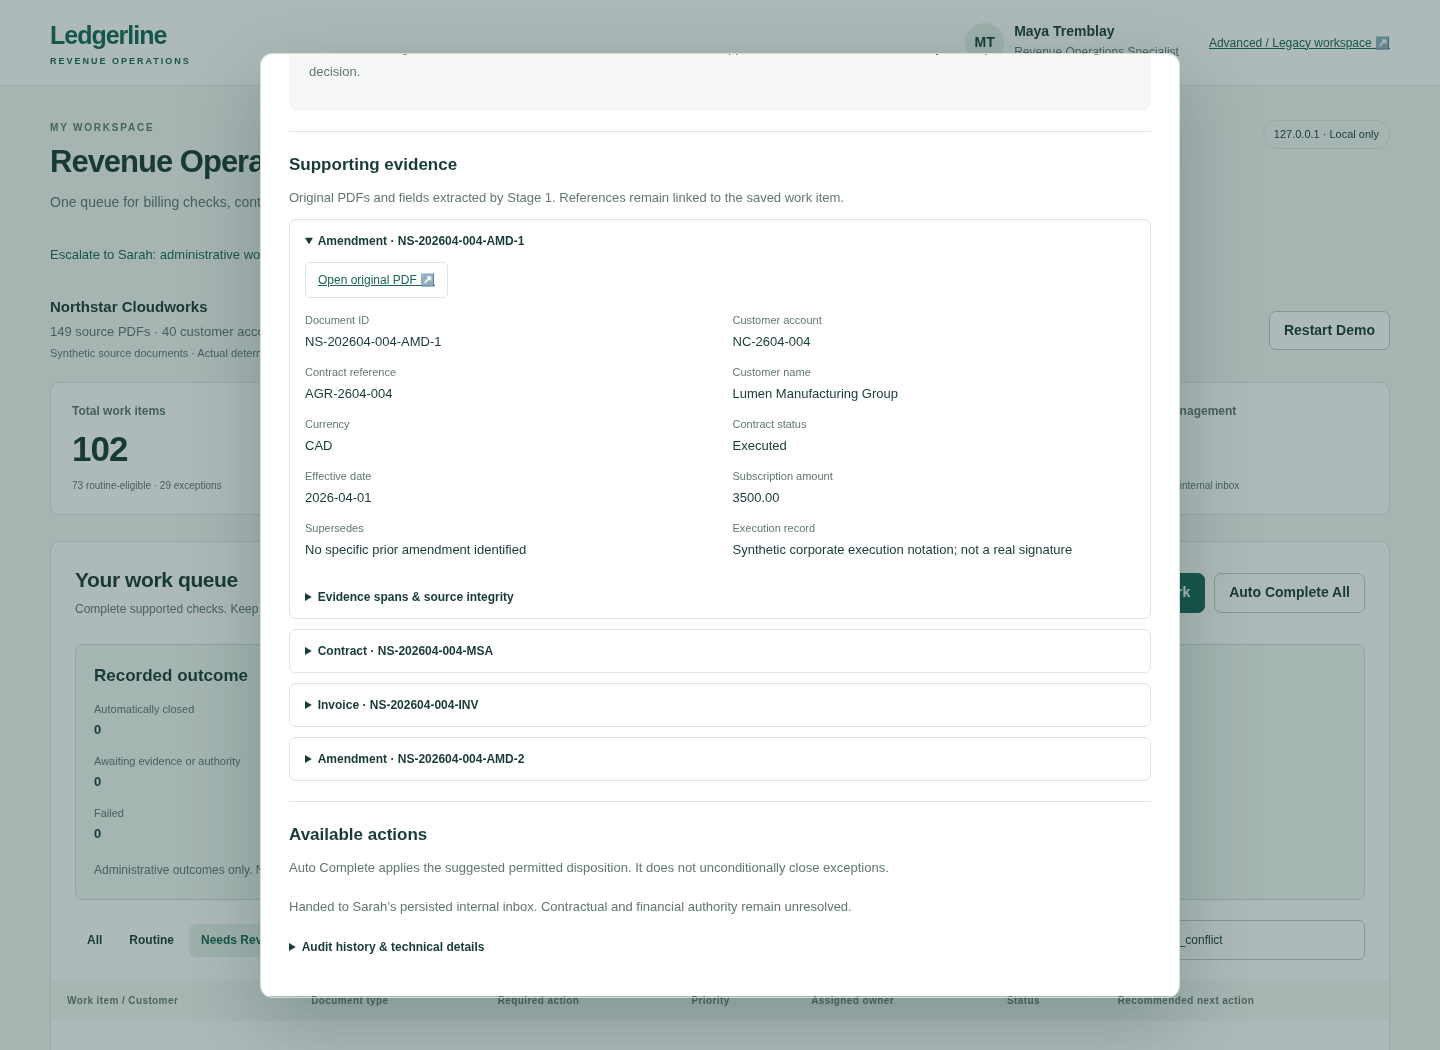 Ledgerline
REVENUE OPERATIONS
MT
Maya Tremblay
Revenue Operations Specialist
Advanced / Legacy workspace ↗
MY WORKSPACE
Revenue Opera
One queue for billing checks, cont
127.0.0.1 · Local only
Escalate to Sarah: administrative wo
Northstar Cloudworks
149 source PDFs · 40 customer acco
Synthetic source documents · Actual determ
Restart Demo
Total work items
102
73 routine-eligible · 29 exceptions
nagement
internal inbox
Your work queue
Complete supported checks. Keep
rk
Auto Complete All
Recorded outcome
Automatically closed
0
Awaiting evidence or authority
0
Failed
0
Administrative outcomes only. N
All
Routine
Needs Rev
_conflict
Work item / Customer
Document type
Required action
Priority
Assigned owner
Status
Recommended next action
decision.
Supporting evidence
Original PDFs and fields extracted by Stage 1. References remain linked to the saved work item.
Amendment · NS-202604-004-AMD-1
Open original PDF ↗
Document ID
NS-202604-004-AMD-1
Customer account
NC-2604-004
Contract reference
AGR-2604-004
Customer name
Lumen Manufacturing Group
Currency
CAD
Contract status
Executed
Effective date
2026-04-01
Subscription amount
3500.00
Supersedes
No specific prior amendment identified
Execution record
Synthetic corporate execution notation; not a real signature
Evidence spans & source integrity
Contract · NS-202604-004-MSA
Invoice · NS-202604-004-INV
Amendment · NS-202604-004-AMD-2
Available actions
Auto Complete applies the suggested permitted disposition. It does not unconditionally close exceptions.
Handed to Sarah's persisted internal inbox. Contractual and financial authority remain unresolved.
Audit history & technical details